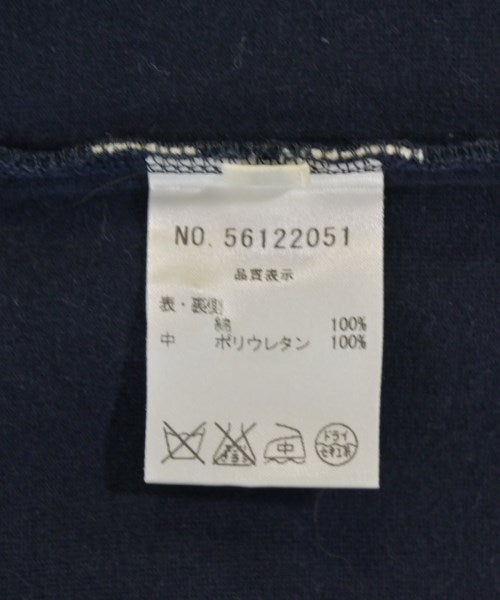 NO. 56122051
品質表示
表・裏側
綿 100%
中 ポリウレタン 100%
中
ドライ
セキユ系